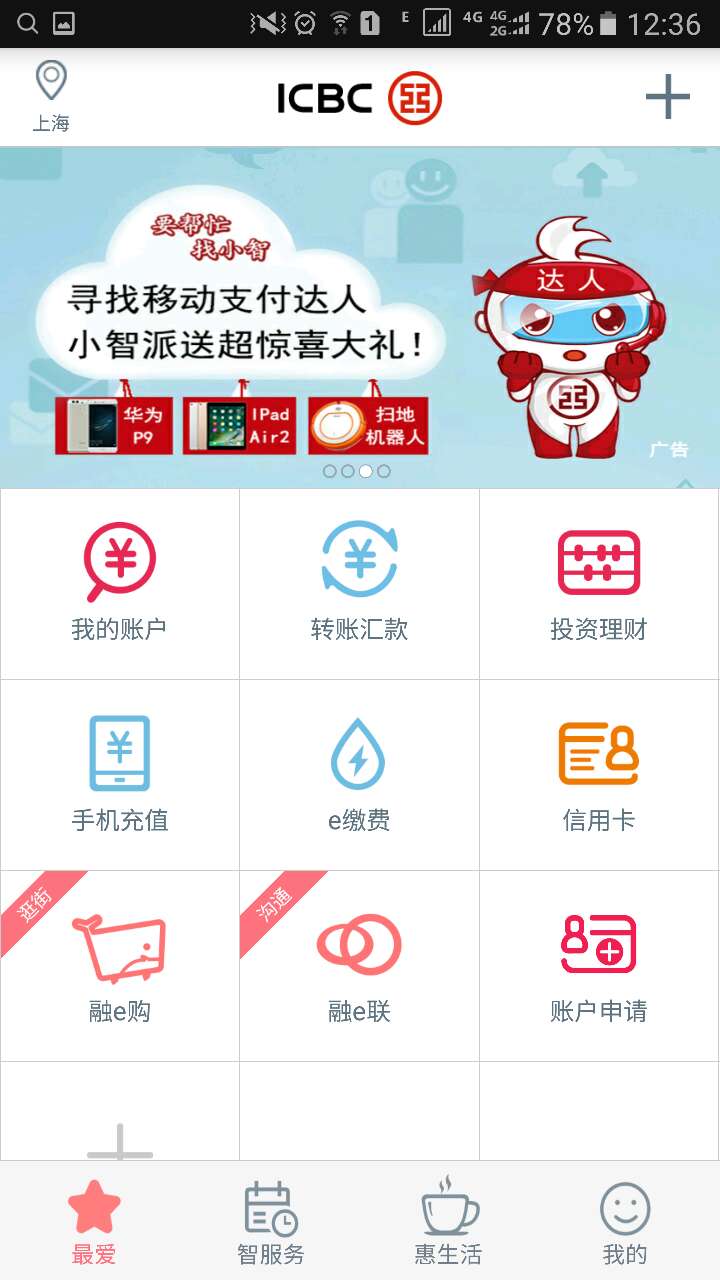 1
E
4G
4G
2G
78%
12:36
上海
ICBC
要帮忙
找小智
寻找移动支付达人
小智派送超惊喜大礼！
华为
P9
IPad
Air2
扫地
机器人
达人
广告
我的账户
转账汇款
投资理财
手机充值
e缴费
信用卡
逛街
沟通
融e购
融e联
账户申请
最爱
智服务
惠生活
我的